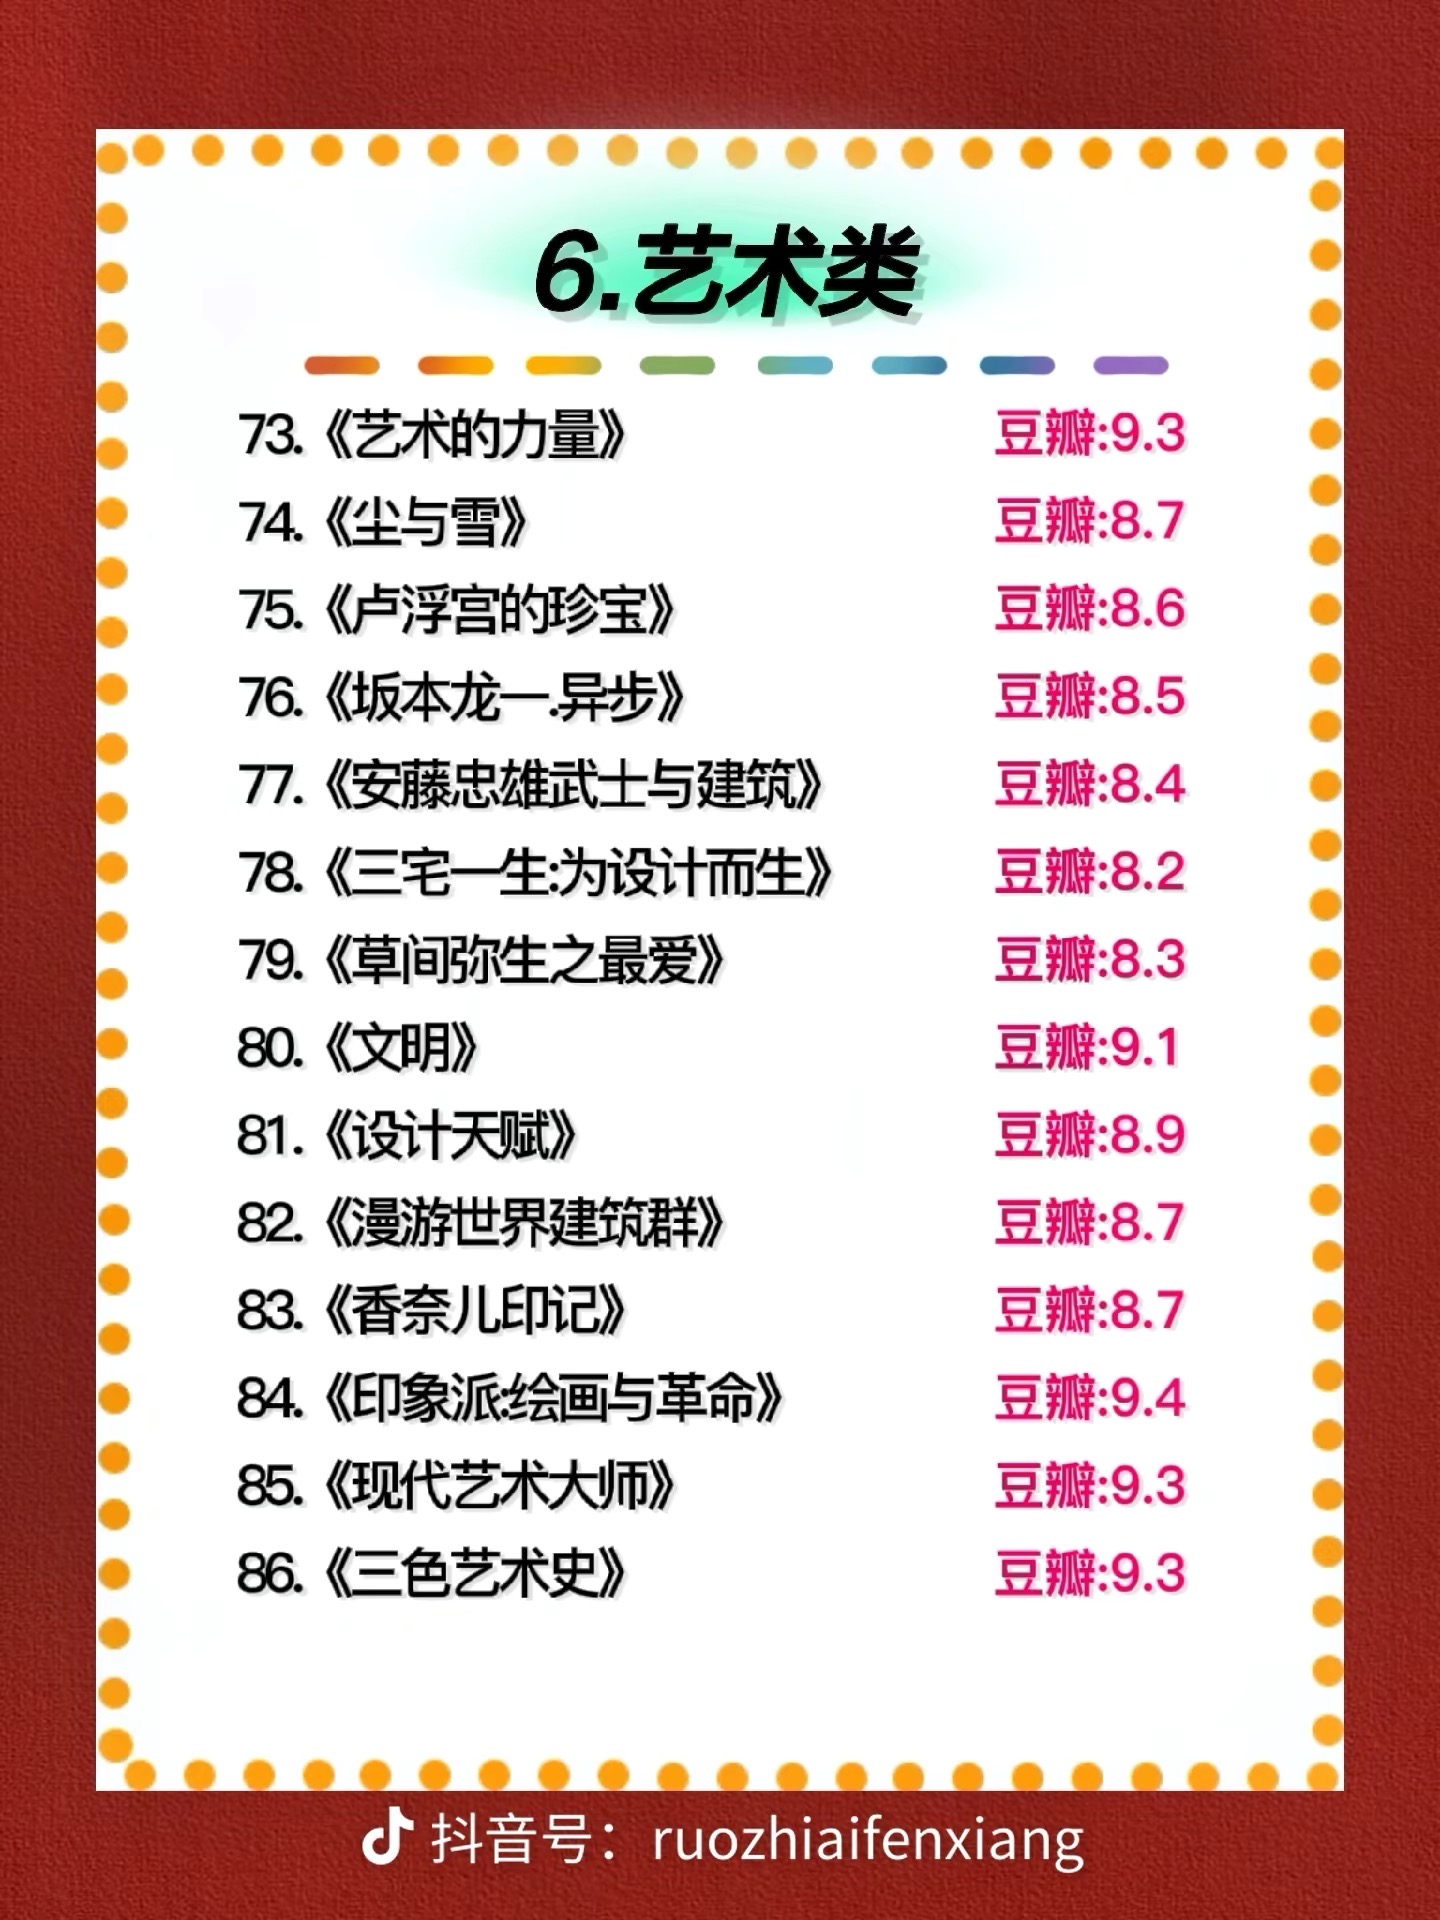 6.艺术类
73.《艺术的力量》 豆瓣:9.3
74.《尘与雪》 豆瓣:8.7
75.《卢浮宫的珍宝》 豆瓣:8.6
76.《坂本龙一.异步》 豆瓣:8.5
77.《安藤忠雄武士与建筑》 豆瓣:8.4
78.《三宅一生:为设计而生》 豆瓣:8.2
79.《草间弥生之最爱》 豆瓣:8.3
80.《文明》 豆瓣:9.1
81.《设计天赋》 豆瓣:8.9
82.《漫游世界建筑群》 豆瓣:8.7
83.《香奈儿印记》 豆瓣:8.7
84.《印象派:绘画与革命》 豆瓣:9.4
85.《现代艺术大师》 豆瓣:9.3
86.《三色艺术史》 豆瓣:9.3
抖音号：ruozhiaifenxiang